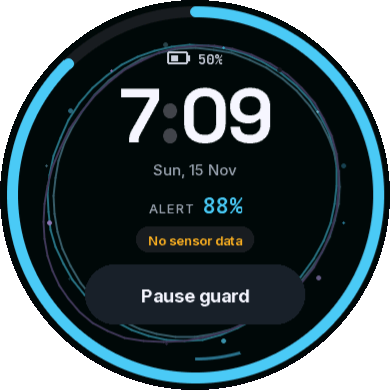 50%
7:09
Sun, 15 Nov
ALERT 88%
No sensor data
Pause guard